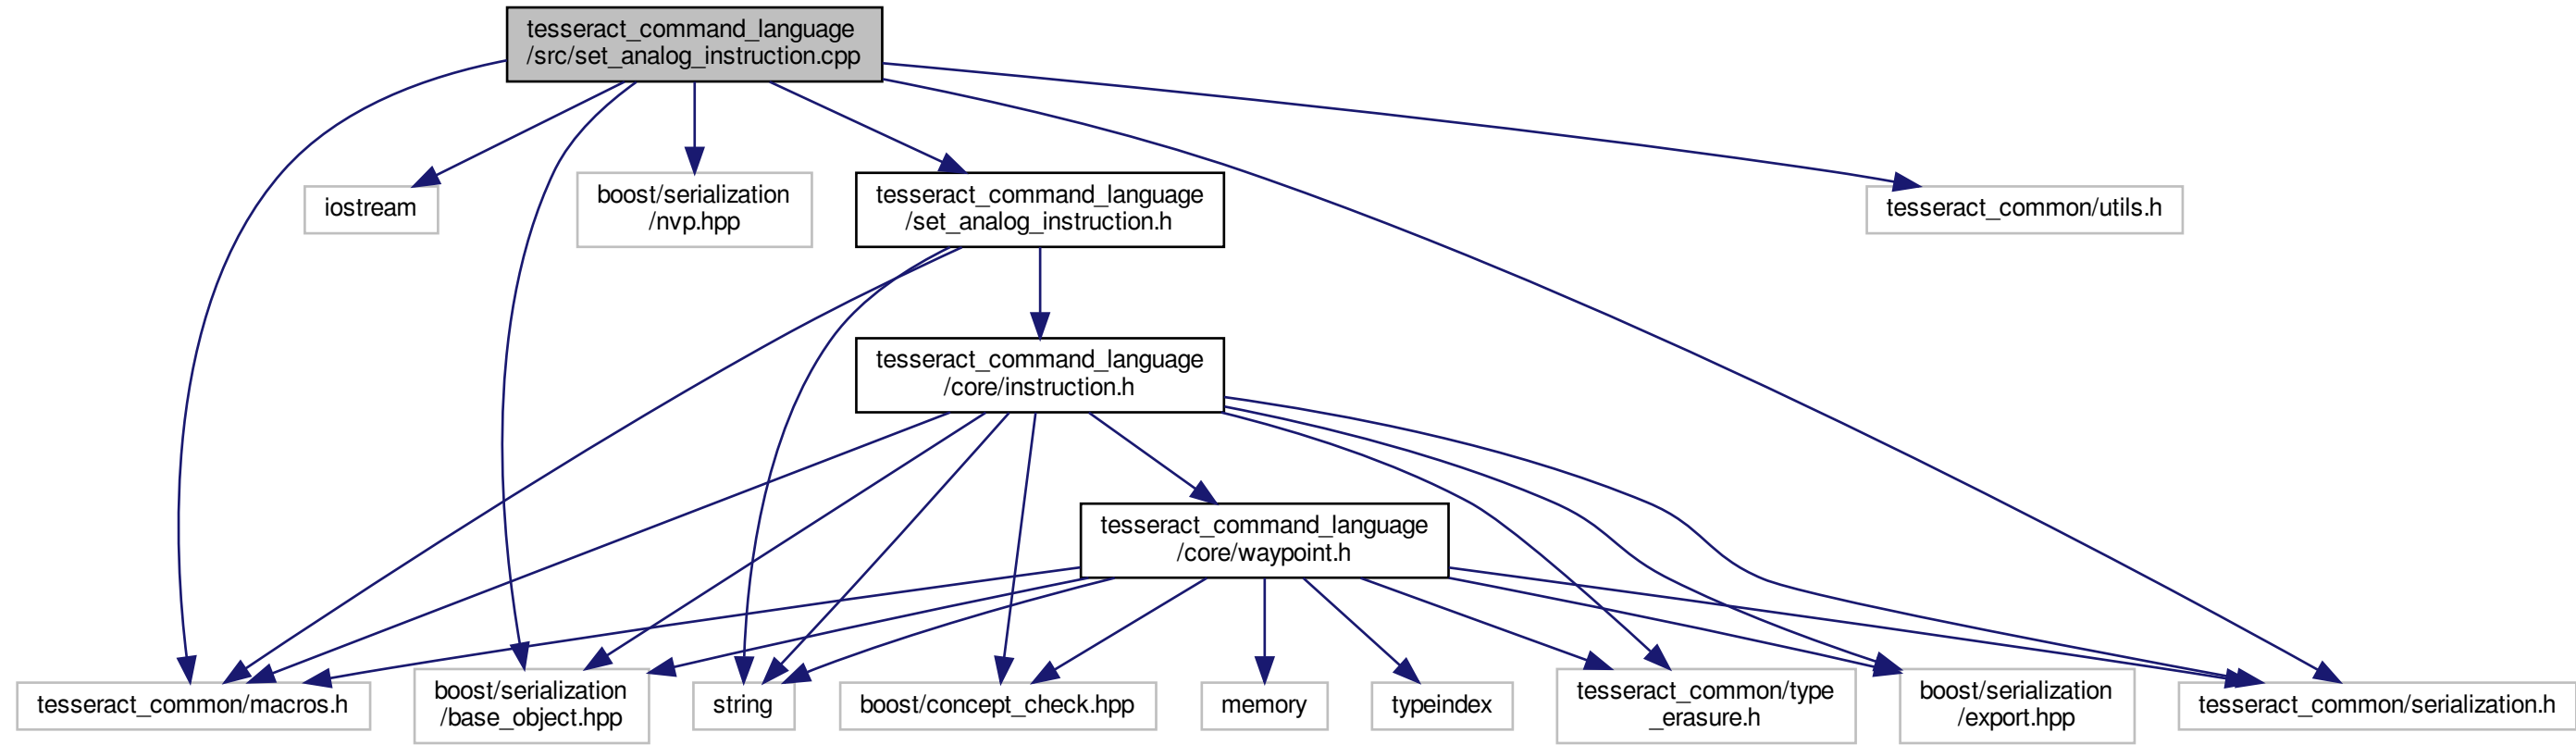 tesseract_command_language
/src/set_analog_instruction.cpp
iostream
boost/serialization
/nvp.hpp
tesseract_command_language
/set_analog_instruction.h
tesseract_common/utils.h
tesseract_command_language
/core/instruction.h
tesseract_command_language
/core/waypoint.h
tesseract_common/macros.h
boost/serialization
/base_object.hpp
string
boost/concept_check.hpp
memory
typeindex
tesseract_common/type
_erasure.h
boost/serialization
/export.hpp
tesseract_common/serialization.h